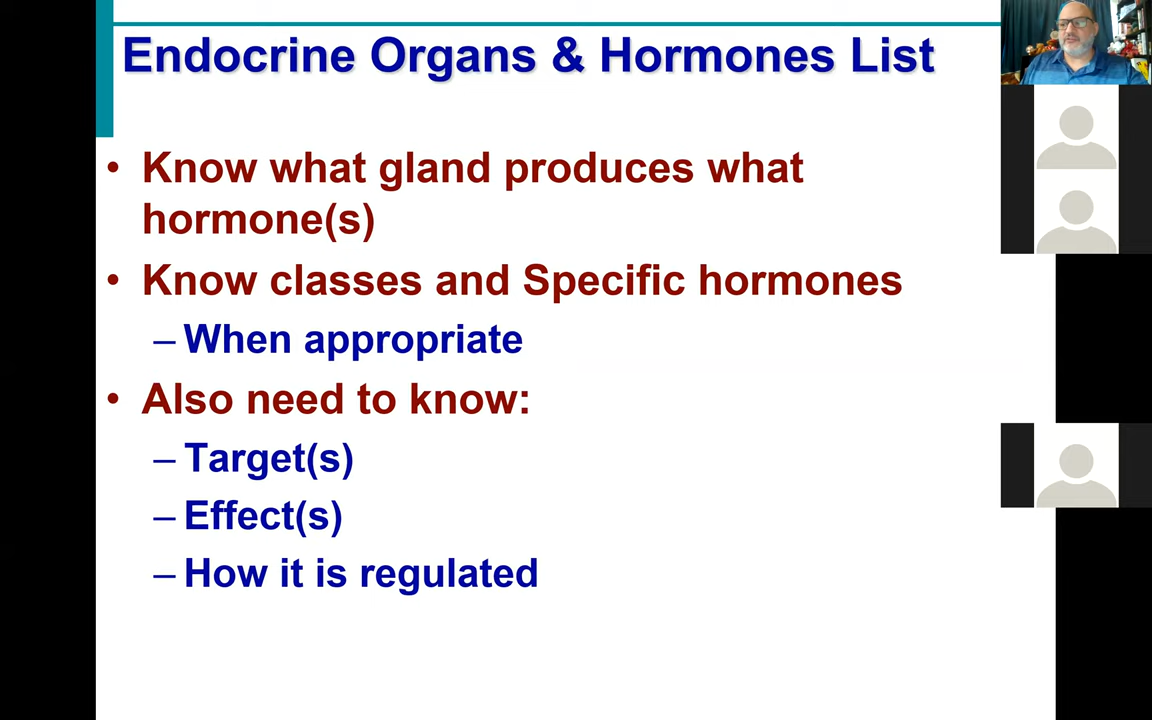 Endocrine Organs & Hormones List
• Know what gland produces what
hormone(s)
• Know classes and Specific hormones
– When appropriate
• Also need to know:
– Target(s)
– Effect(s)
– How it is regulated